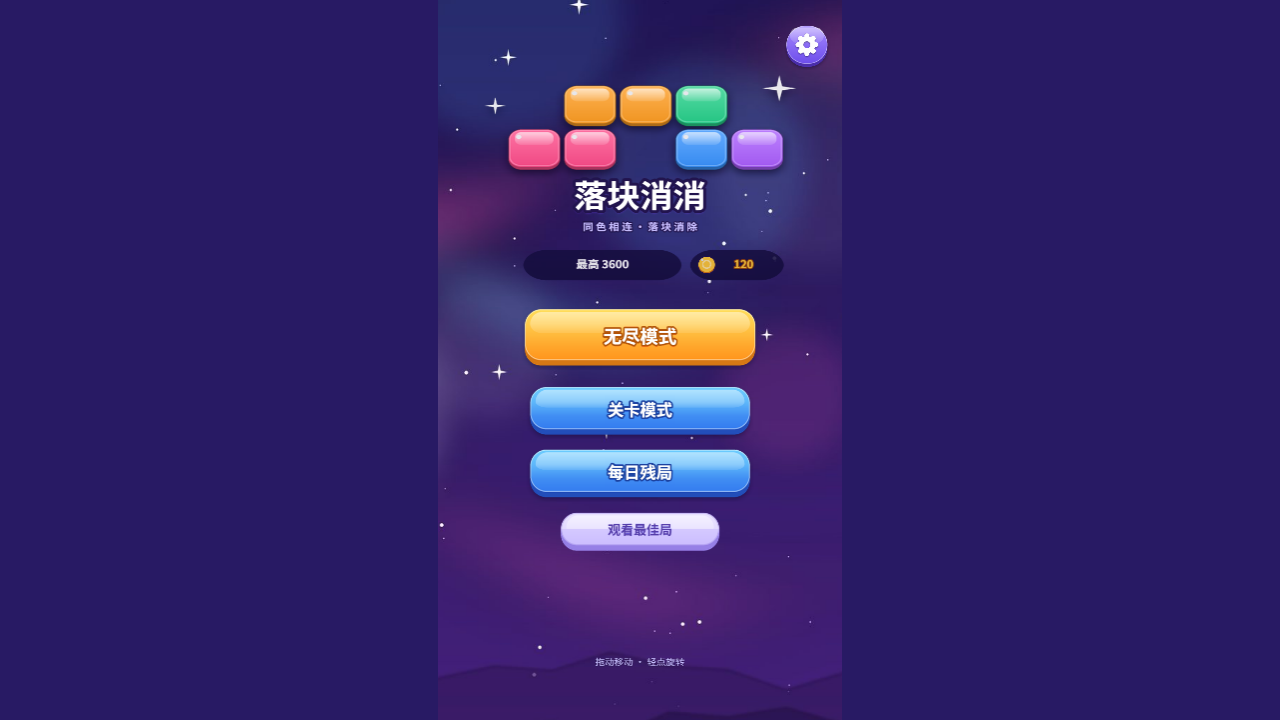 落块消消
同色相连·落块消除
最高 3600
120
无尽模式
关卡模式
每日残局
观看最佳局
拖动移动 · 轻点旋转